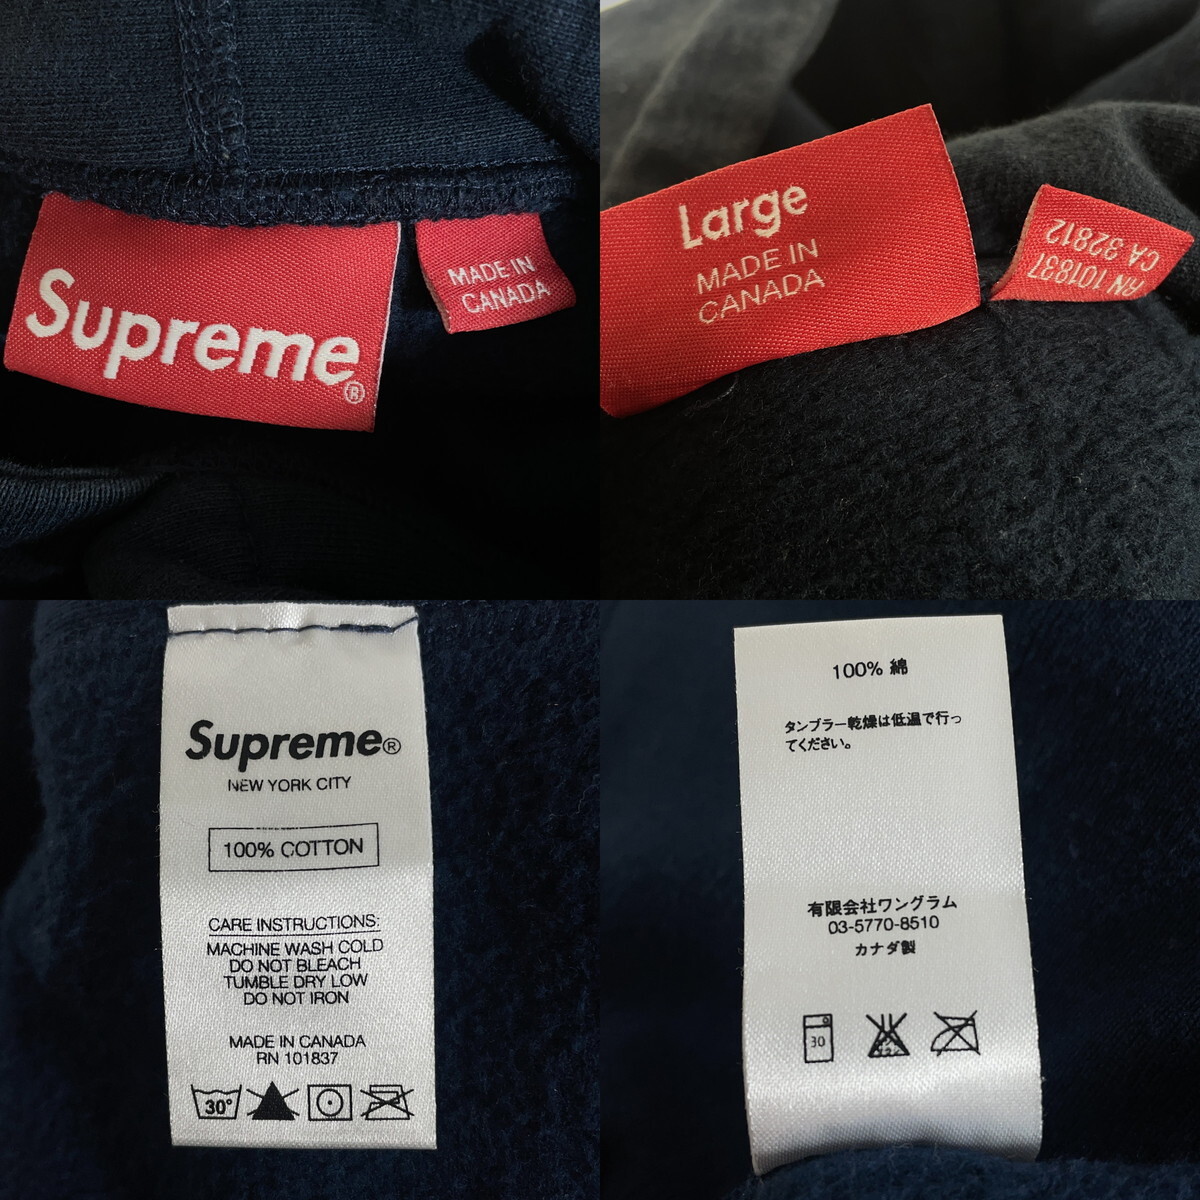 Supreme®
MADE IN
CANADA
Large
MADE IN
CANADA
RN 101837
CA 32812
Supreme®
NEW YORK CITY
100% COTTON
CARE INSTRUCTIONS:
MACHINE WASH COLD
DO NOT BLEACH
TUMBLE DRY LOW
DO NOT IRON
MADE IN CANADA
RN 101837
30°
100% 綿
タンブラー乾燥は低温で行っ
てください。
有限会社ワングラム
03-5770-8510
カナダ製
30